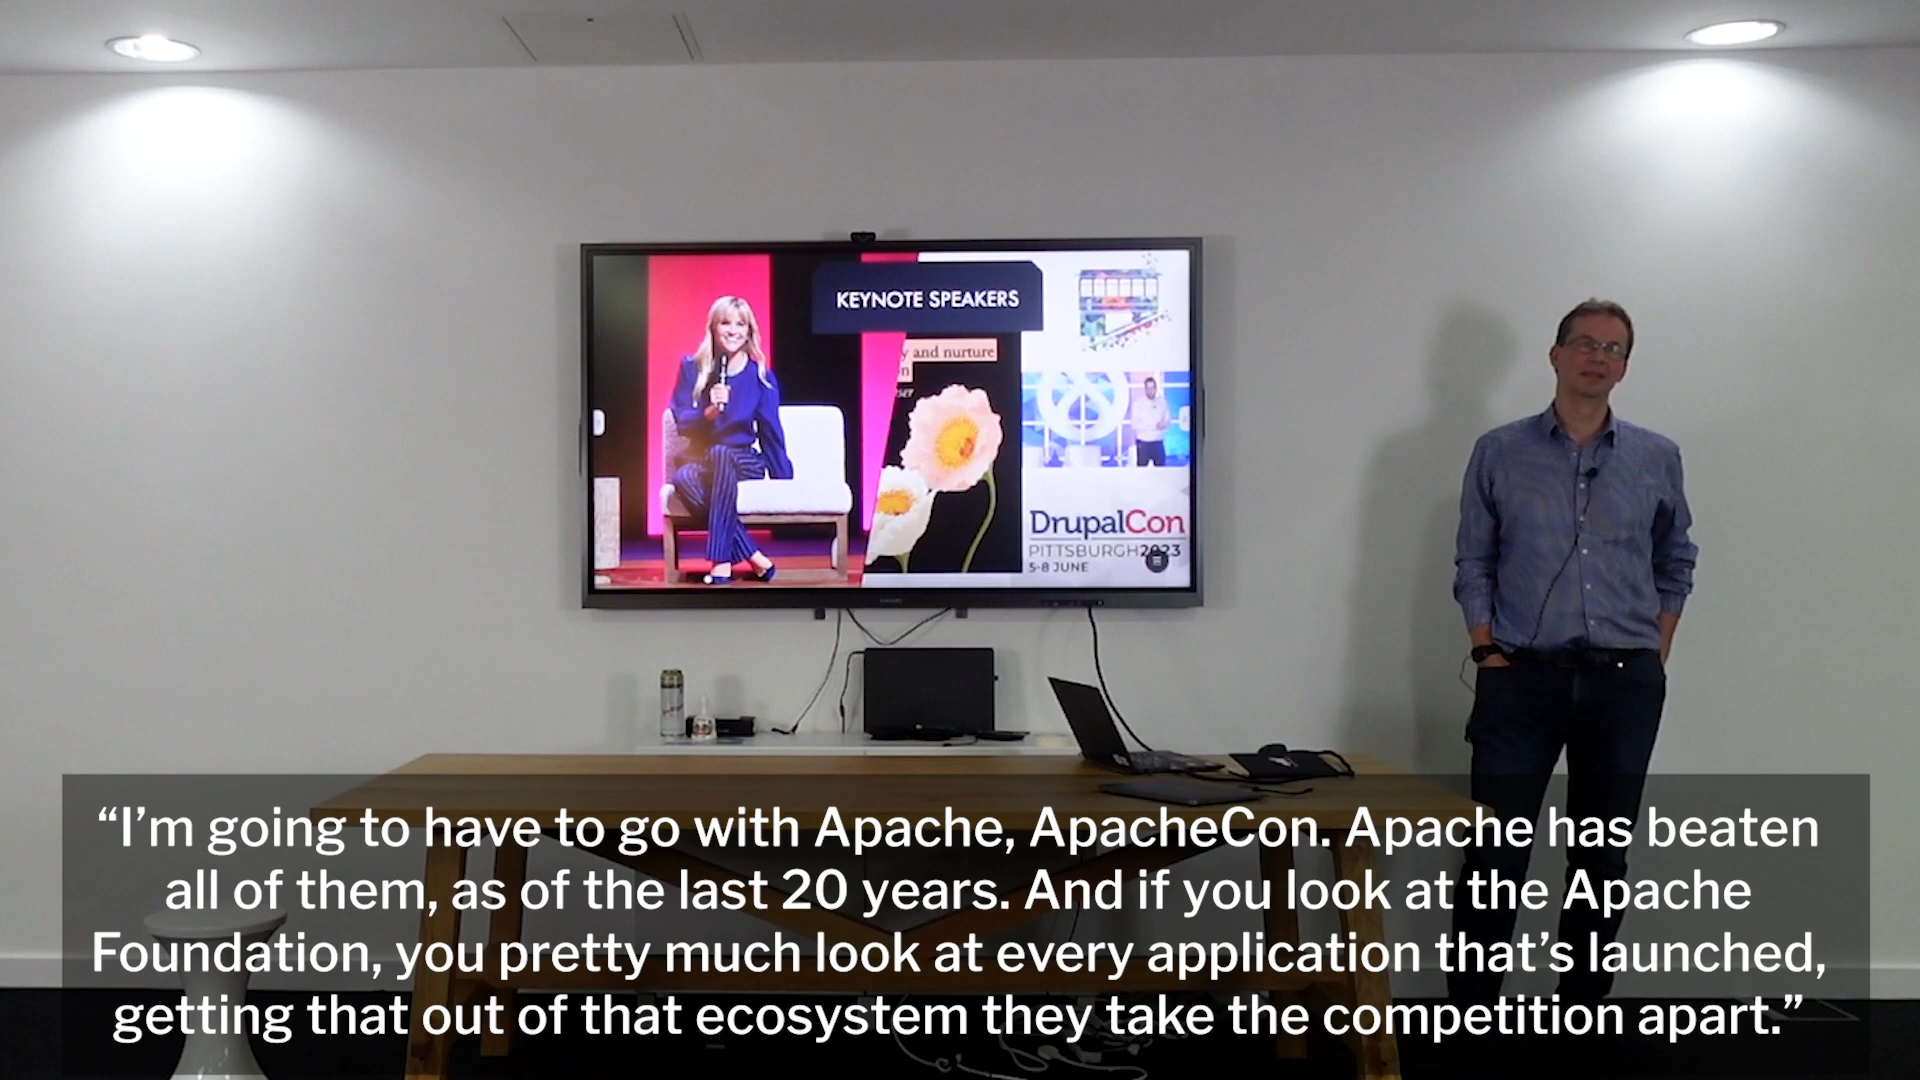 KEYNOTE SPEAKERS
y and nurture
n
SET
DrupalCon
PITTSBURGH2023
5-8 JUNE
“I’m going to have to go with Apache, ApacheCon. Apache has beaten
all of them, as of the last 20 years. And if you look at the Apache
Foundation, you pretty much look at every application that’s launched,
getting that out of that ecosystem they take the competition apart.”